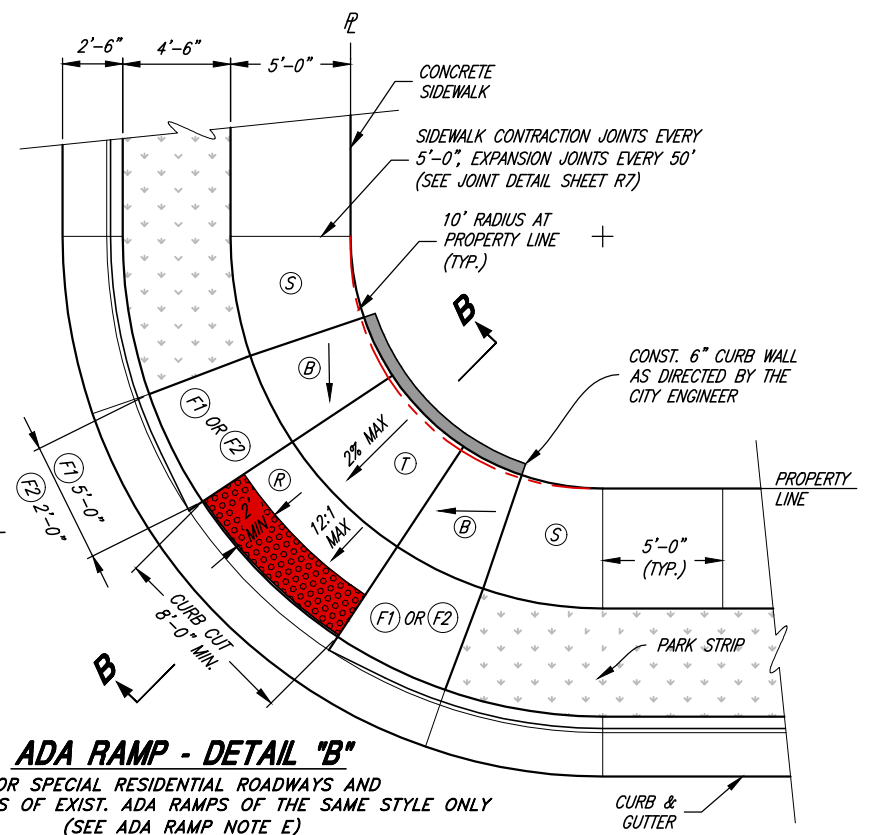 PL
2'-6"
4'-6"
5'-0"
CONCRETE
SIDEWALK
SIDEWALK CONTRACTION JOINTS EVERY
5'-0", EXPANSION JOINTS EVERY 50'
(SEE JOINT DETAIL SHEET R7)
10' RADIUS AT
PROPERTY LINE
(TYP.)
S
B
B
CONST. 6" CURB WALL
AS DIRECTED BY THE
CITY ENGINEER
F1 OR F2
2% MAX
T
R
F1 5'-0"
F2 2'-0"
2'
MIN
12:1
MAX
B
S
PROPERTY
LINE
5'-0"
(TYP.)
F1 OR F2
CURB CUT
8'-0" MIN.
PARK STRIP
B
ADA RAMP - DETAIL "B"
OR SPECIAL RESIDENTIAL ROADWAYS AND
S OF EXIST. ADA RAMPS OF THE SAME STYLE ONLY
(SEE ADA RAMP NOTE E)
CURB &
GUTTER